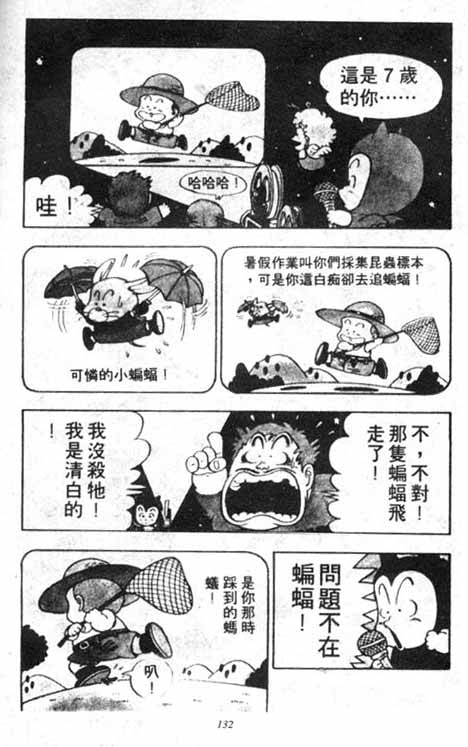 這是7歲
的你……
哈哈哈！
哇！
暑假作業叫你們採集昆蟲標本
，可是你這白痴卻去追蝙蝠！
可憐的小蝙蝠！
不，不對！
那隻蝙蝠飛
走了！
我沒殺牠！
我是清白的
！
問題不在
蝙蝠！
是你那時
踩到的螞
蟻！
叭！
132